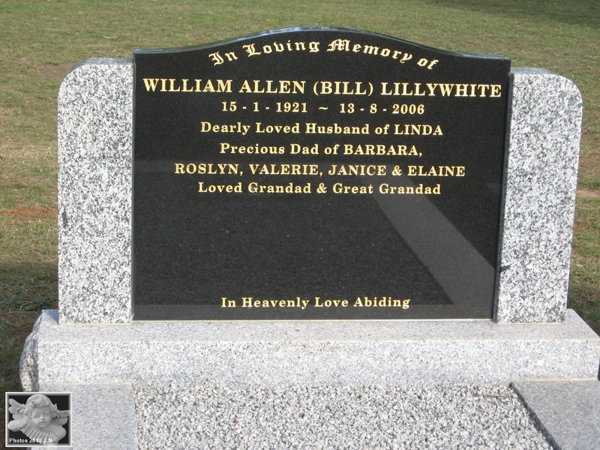 In Loving Memory of
WILLIAM ALLEN (BILL) LILLYWHITE
15 - 1 - 1921 ~ 13 - 8 - 2006
Dearly Loved Husband of LINDA
Precious Dad of BARBARA,
ROSLYN, VALERIE, JANICE & ELAINE
Loved Grandad & Great Grandad
In Heavenly Love Abiding
Photos